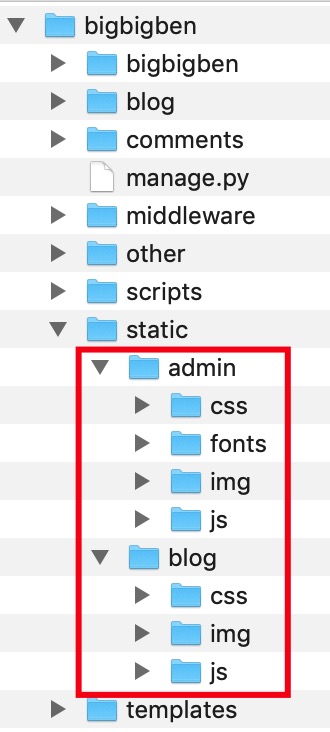 bigbigben
bigbigben
blog
comments
manage.py
middleware
other
scripts
static
admin
css
fonts
img
js
blog
css
img
js
templates